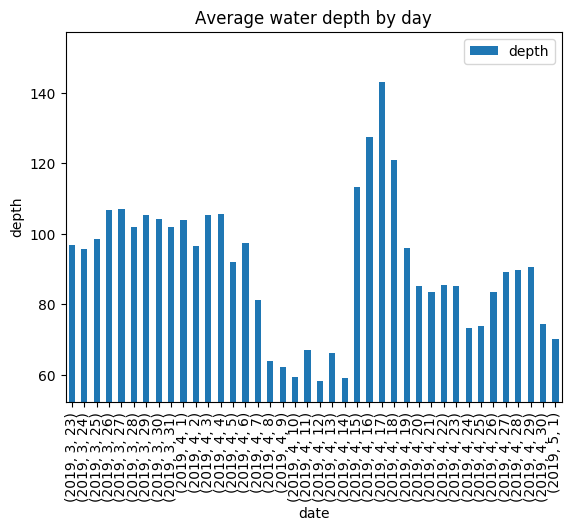 Average water depth by day
depth
140
120
100
80
60
depth
(2019, 3, 23)
(2019, 3, 24)
(2019, 3, 25)
(2019, 3, 26)
(2019, 3, 27)
(2019, 3, 28)
(2019, 3, 29)
(2019, 3, 30)
(2019, 3, 31)
(2019, 4, 1)
(2019, 4, 2)
(2019, 4, 3)
(2019, 4, 4)
(2019, 4, 5)
(2019, 4, 6)
(2019, 4, 7)
(2019, 4, 8)
(2019, 4, 9)
(2019, 4, 10)
(2019, 4, 11)
(2019, 4, 12)
(2019, 4, 13)
(2019, 4, 14)
(2019, 4, 15)
(2019, 4, 16)
(2019, 4, 17)
(2019, 4, 18)
(2019, 4, 19)
(2019, 4, 20)
(2019, 4, 21)
(2019, 4, 22)
(2019, 4, 23)
(2019, 4, 24)
(2019, 4, 25)
(2019, 4, 26)
(2019, 4, 27)
(2019, 4, 28)
(2019, 4, 29)
(2019, 4, 30)
(2019, 5, 1)
date